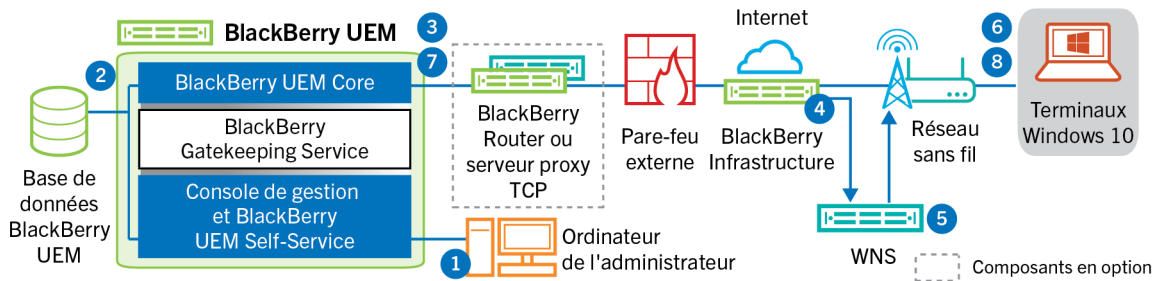 BlackBerry UEM
3
Internet
6
2
7
8
BlackBerry UEM Core
BlackBerry
Gatekeeping Service
Console de gestion
et BlackBerry
UEM Self-Service
Base de
données
BlackBerry
UEM
BlackBerry
Router ou
serveur proxy
TCP
Pare-feu
externe
4
BlackBerry
Infrastructure
Réseau
sans fil
Terminaux
Windows 10
5
WNS
1
Ordinateur
de l'administrateur
Composants en option